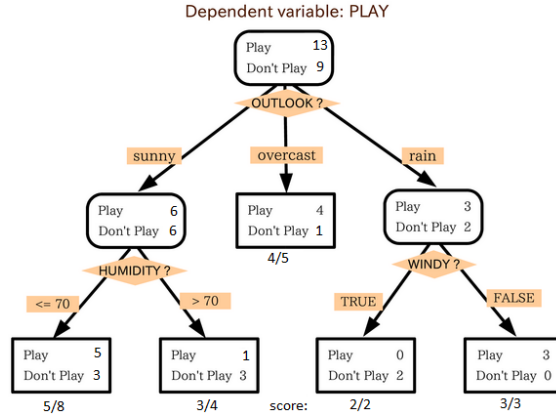 Dependent variable: PLAY
Play 13
Don't Play 9
OUTLOOK ?
sunny
overcast
rain
Play 6
Don't Play 6
Play 4
Don't Play 1
4/5
Play 3
Don't Play 2
HUMIDITY ?
WINDY ?
<= 70
> 70
TRUE
FALSE
Play 5
Don't Play 3
Play 1
Don't Play 3
Play 0
Don't Play 2
Play 3
Don't Play 0
5/8
3/4
score:
2/2
3/3